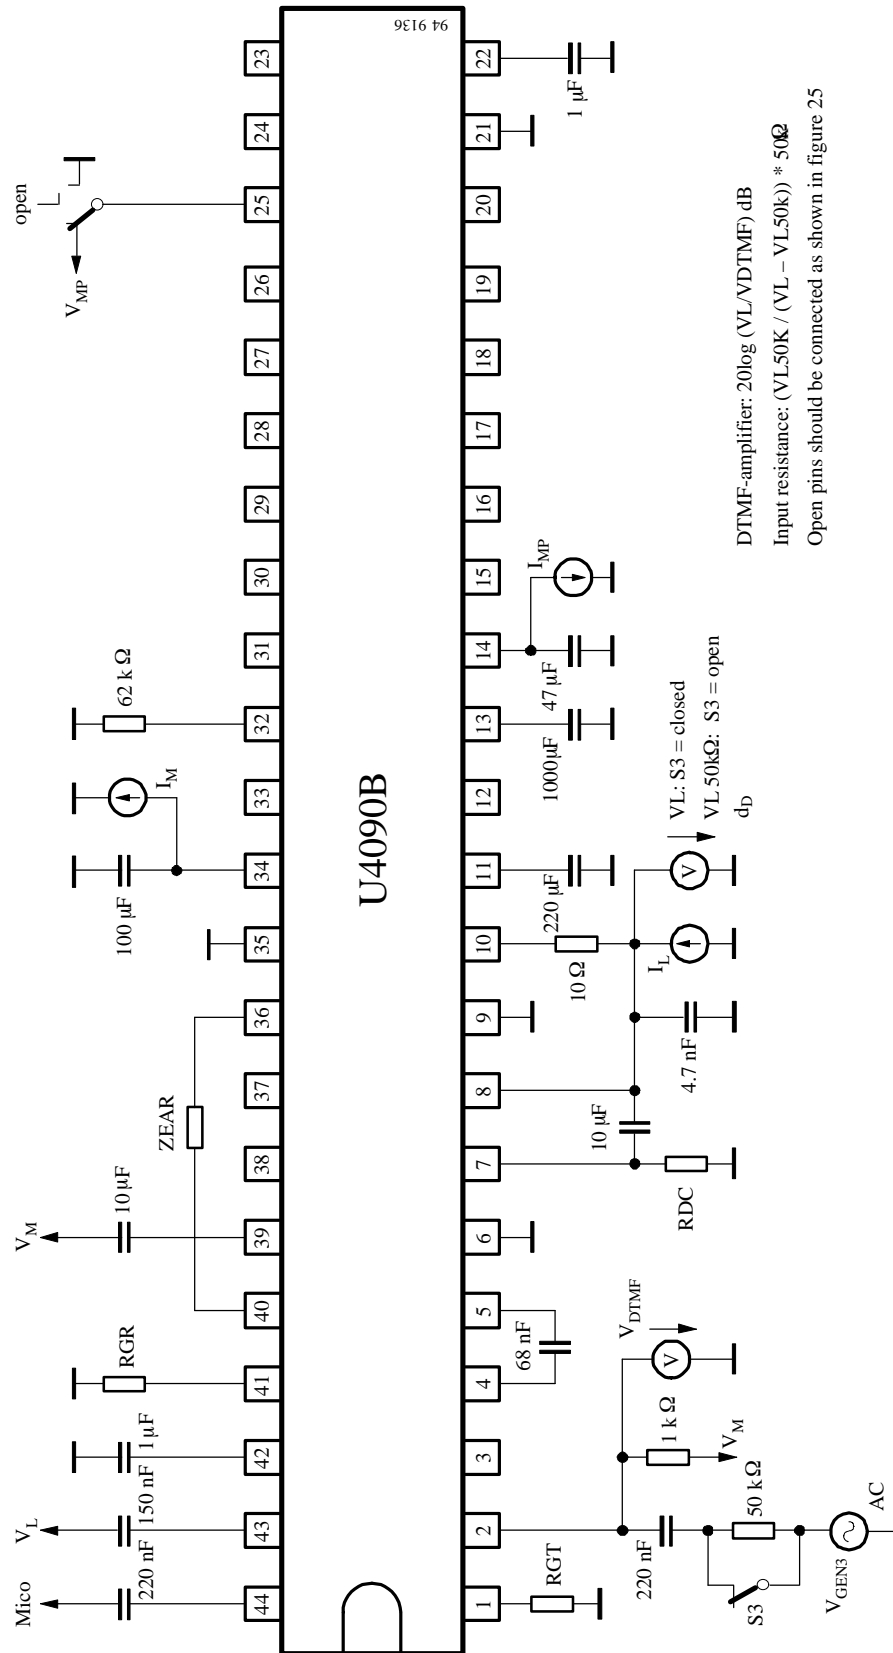 94 9136
U4090B
44
43
42
41
40
39
38
37
36
35
34
33
32
31
30
29
28
27
26
25
24
23
1
2
3
4
5
6
7
8
9
10
11
12
13
14
15
16
17
18
19
20
21
22
Mico
220 nF
VL
150 nF
1 µF
RGR
VM
10 µF
ZEAR
100 µF
IM
62 k Ω
VMP
open
RGT
68 nF
RDC
10 µF
4.7 nF
10 Ω
IL
220 µF
V
1000µF
47 µF
IMP
1 µF
VL: S3 = closed
VL 50kΩ: S3 = open
dD
VDTMF
V
1 k Ω
VM
220 nF
50 k Ω
S3
VGEN3
AC
DTMF-amplifier: 20log (VL/VDTMF) dB
Input resistance: (VL50K / (VL – VL50k)) * 50kΩ
Open pins should be connected as shown in figure 25